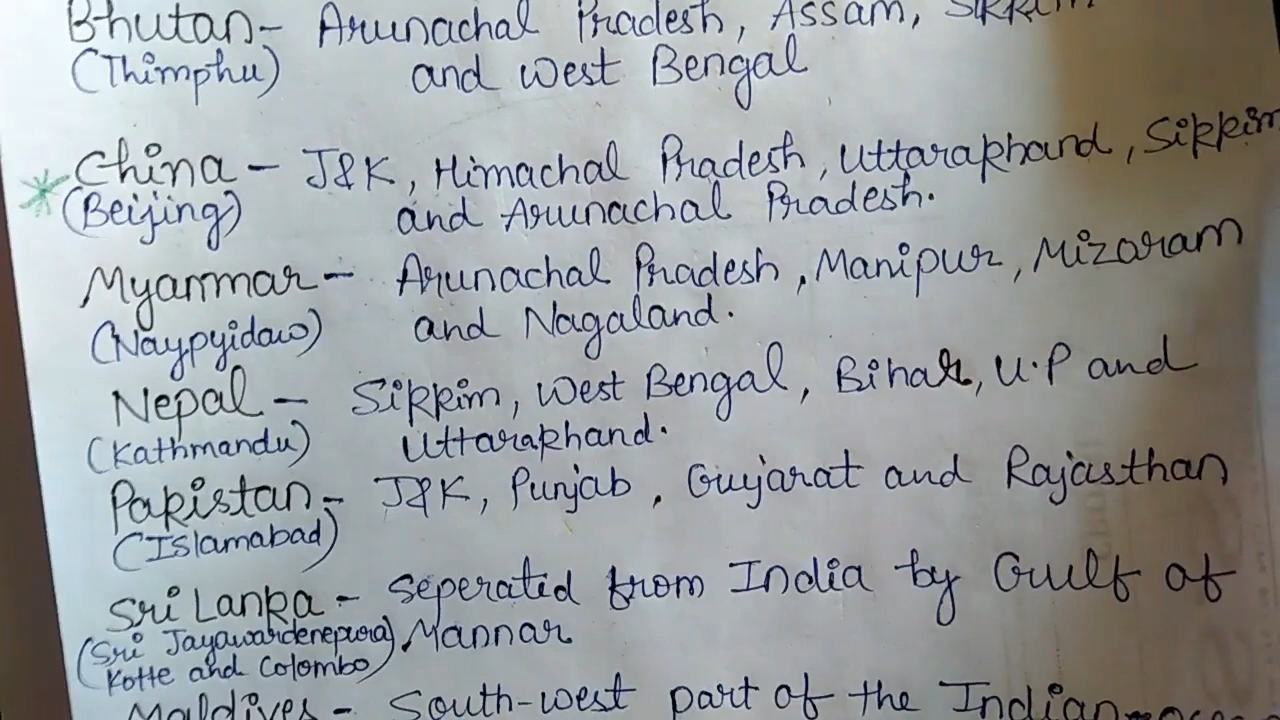 Bhutan- Arunachal Pradesh, Assam, Sikkim
(Thimphu) and West Bengal
China - J&K, Himachal Pradesh, Uttarakhand, Sikkim
(Beijing) and Arunachal Pradesh.
Myanmar - Arunachal Pradesh, Manipur, Mizoram
(Naypyidaw) and Nagaland.
Nepal - Sikkim, West Bengal, Bihar, U.P and
(Kathmandu) Uttarakhand.
Pakistan - J&K, Punjab, Gujarat and Rajasthan
(Islamabad)
Sri Lanka - Seperated from India by Gulf of
(Sri Jayawardenepura Mannar
Kotte and Colombo)
Maldives - South-west part of the Indian